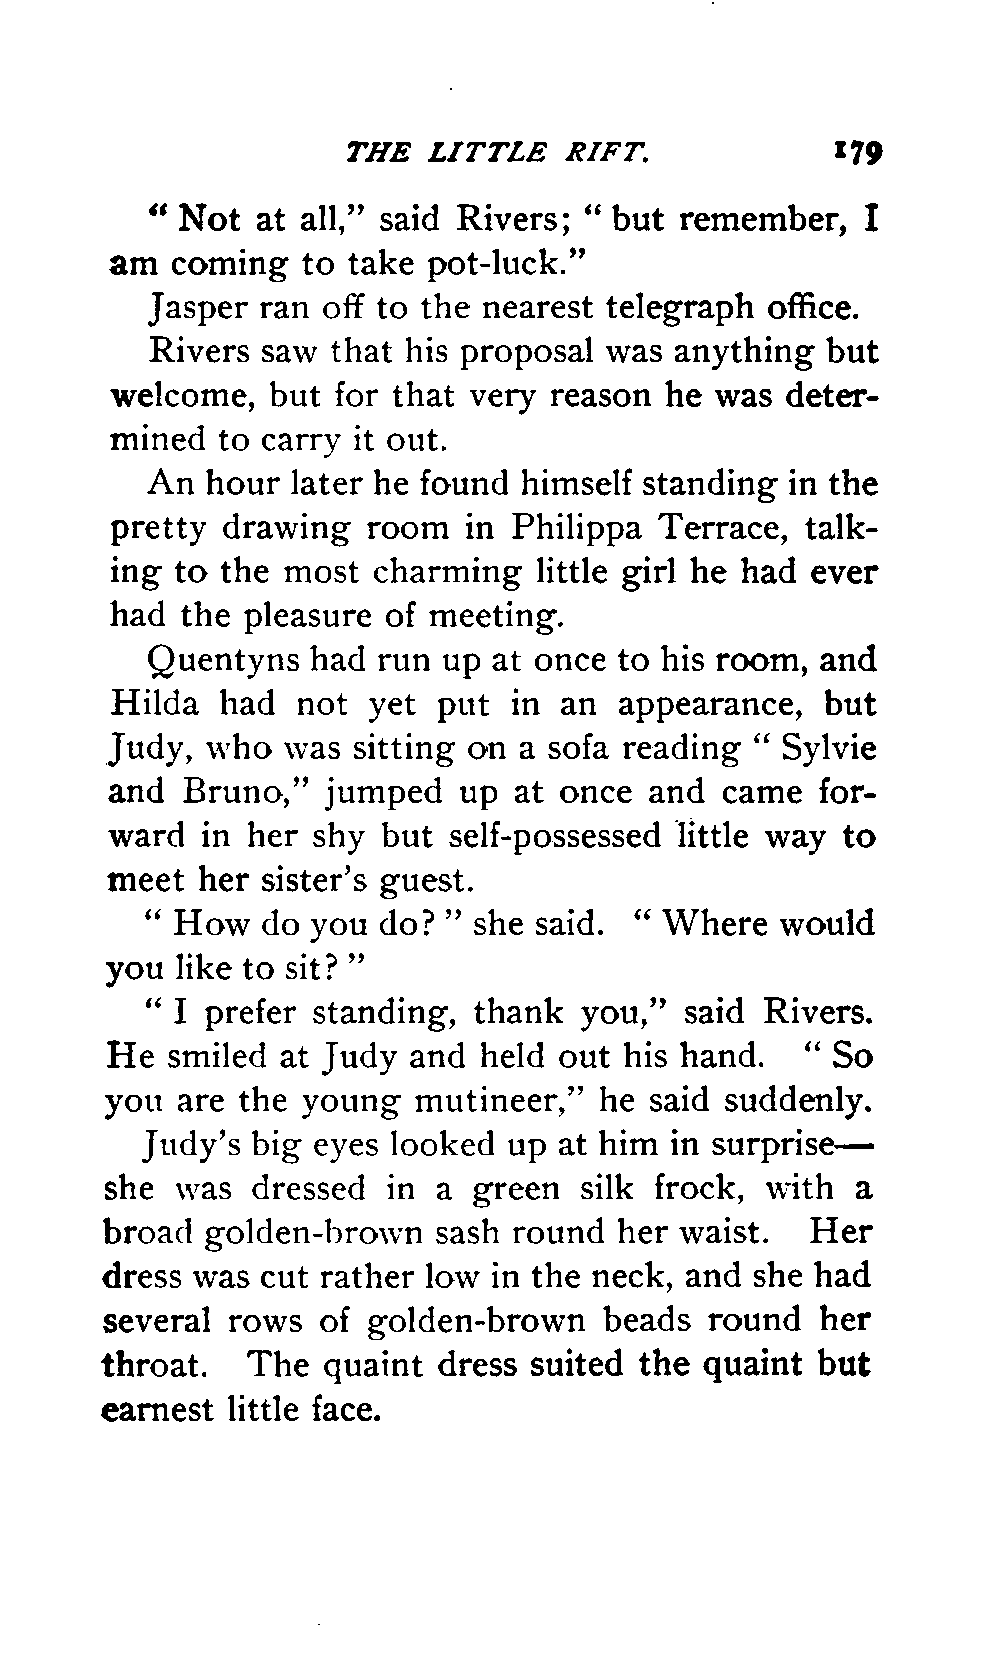 THE LITTLE RIFT. 179
" Not at all," said Rivers; " but remember, I
am coming to take pot-luck."
Jasper ran off to the nearest telegraph office.
Rivers saw that his proposal was anything but
welcome, but for that very reason he was deter-
mined to carry it out.
An hour later he found himself standing in the
pretty drawing room in Philippa Terrace, talk-
ing to the most charming little girl he had ever
had the pleasure of meeting.
Quentyns had run up at once to his room, and
Hilda had not yet put in an appearance, but
Judy, who was sitting on a sofa reading " Sylvie
and Bruno," jumped up at once and came for-
ward in her shy but self-possessed little way to
meet her sister's guest.
" How do you do? " she said. " Where would
you like to sit? "
" I prefer standing, thank you," said Rivers.
He smiled at Judy and held out his hand. " So
you are the young mutineer," he said suddenly.
Judy's big eyes looked up at him in surprise—
she was dressed in a green silk frock, with a
broad golden-brown sash round her waist. Her
dress was cut rather low in the neck, and she had
several rows of golden-brown beads round her
throat. The quaint dress suited the quaint but
earnest little face.